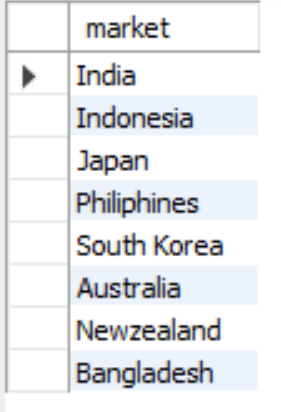 market
India
Indonesia
Japan
Philiphines
South Korea
Australia
Newzealand
Bangladesh